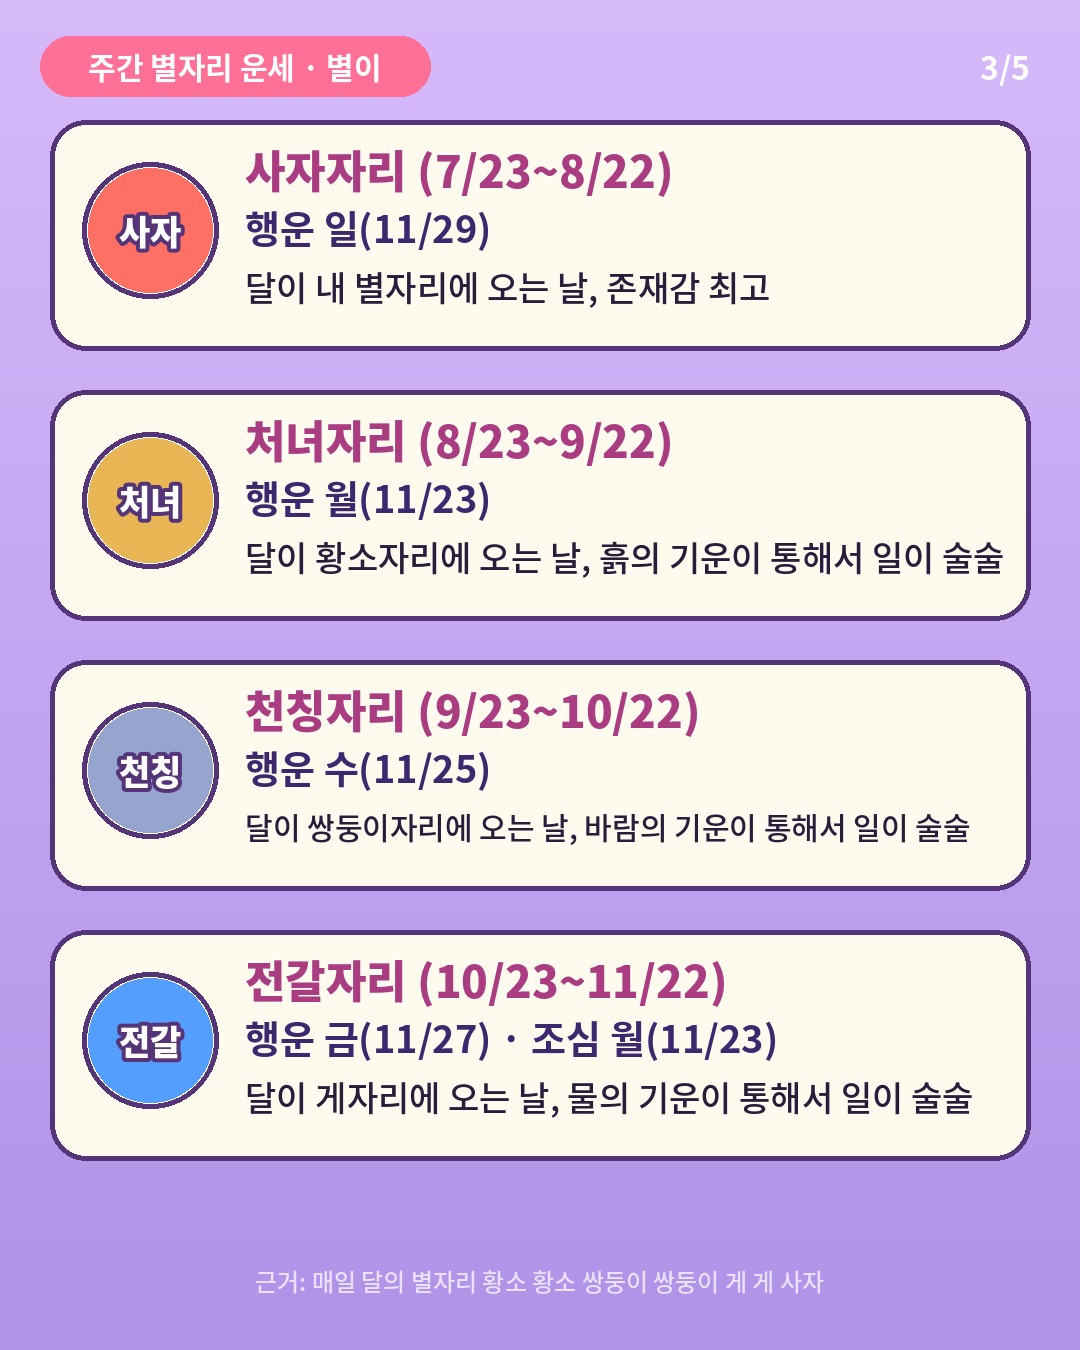 주간 별자리 운세 · 별이
3/5
사자자리 (7/23~8/22)
사자
행운 일(11/29)
달이 내 별자리에 오는 날, 존재감 최고
처녀자리 (8/23~9/22)
처녀
행운 월(11/23)
달이 황소자리에 오는 날, 흙의 기운이 통해서 일이 술술
천칭자리 (9/23~10/22)
천칭
행운 수(11/25)
달이 쌍둥이자리에 오는 날, 바람의 기운이 통해서 일이 술술
전갈자리 (10/23~11/22)
전갈
행운 금(11/27) · 조심 월(11/23)
달이 게자리에 오는 날, 물의 기운이 통해서 일이 술술
근거: 매일 달의 별자리 황소 황소 쌍둥이 쌍둥이 게 게 사자